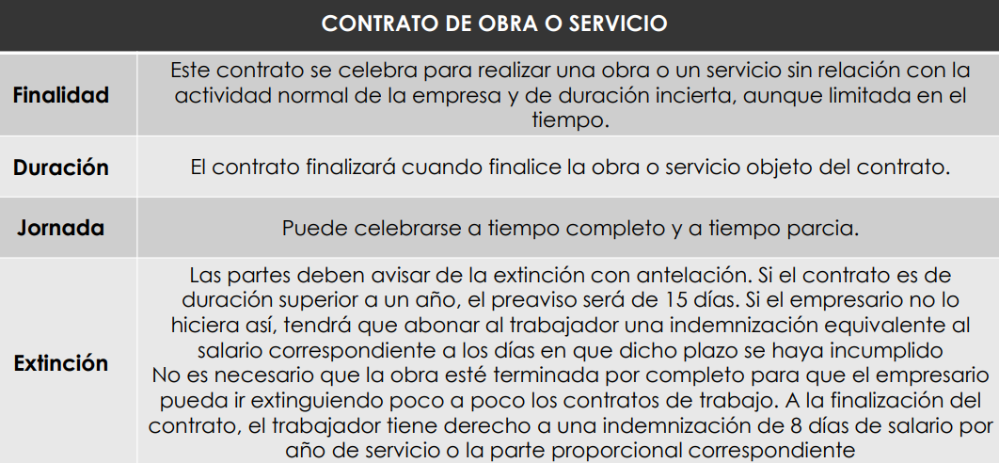 CONTRATO DE OBRA O SERVICIO
Finalidad
Este contrato se celebra para realizar una obra o un servicio sin relación con la
actividad normal de la empresa y de duración incierta, aunque limitada en el
tiempo.
Duración
El contrato finalizará cuando finalice la obra o servicio objeto del contrato.
Jornada
Puede celebrarse a tiempo completo y a tiempo parcia.
Extinción
Las partes deben avisar de la extinción con antelación. Si el contrato es de
duración superior a un año, el preaviso será de 15 días. Si el empresario no lo
hiciera así, tendrá que abonar al trabajador una indemnización equivalente al
salario correspondiente a los días en que dicho plazo se haya incumplido
No es necesario que la obra esté terminada por completo para que el empresario
pueda ir extinguiendo poco a poco los contratos de trabajo. A la finalización del
contrato, el trabajador tiene derecho a una indemnización de 8 días de salario por
año de servicio o la parte proporcional correspondiente